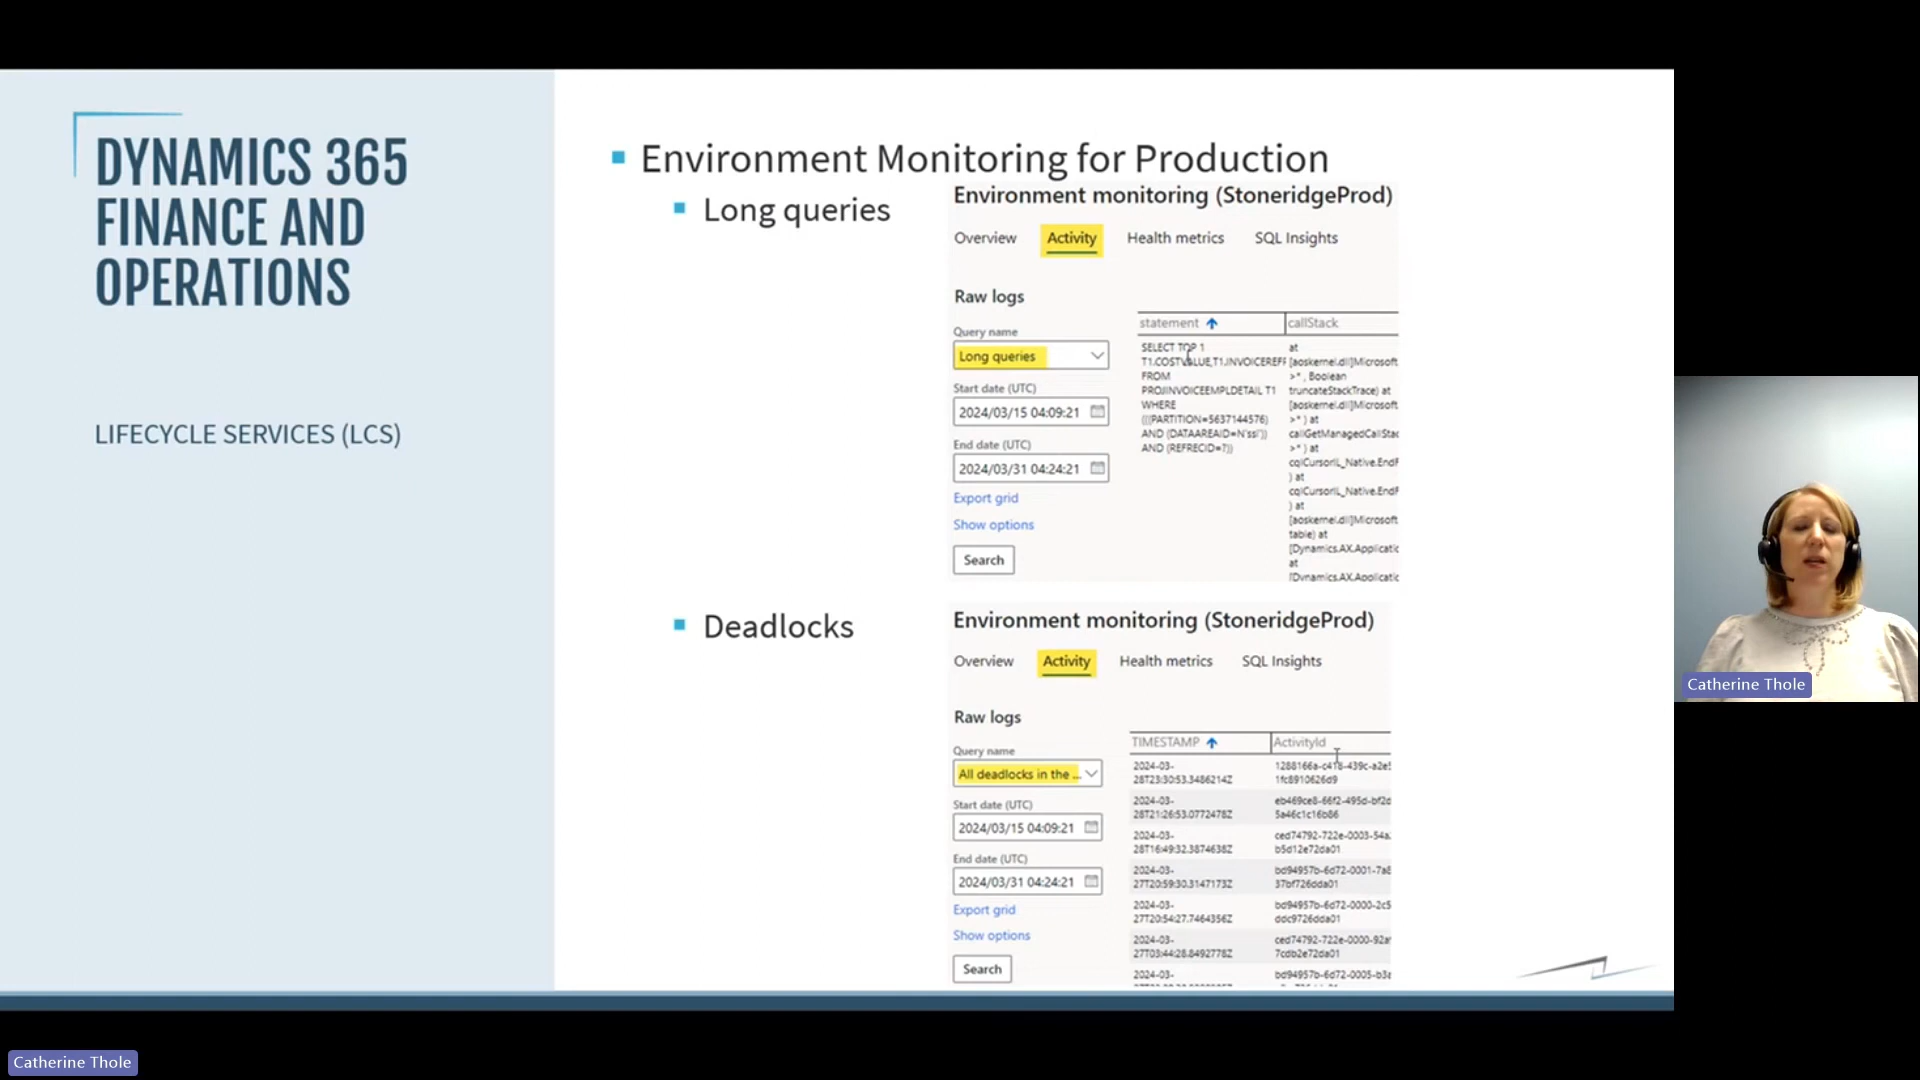 DYNAMICS 365
FINANCE AND
OPERATIONS
LIFECYCLE SERVICES (LCS)
Environment Monitoring for Production
Long queries
Environment monitoring (StoneridgeProd)
Overview Activity Health metrics SQL Insights
Raw logs
Query name
Long queries
Start date (UTC)
2024/03/15 04:09:21
End date (UTC)
2024/03/31 04:24:21
Export grid
Show options
Search
statement callStack
SELECT TOP 1
T1.COSTVALUE,T1.INVOICEREFF
FROM
PROJINVOICEEMPLDETAIL T1
WHERE
(((PARTITION=5637144576)
AND (DATAAREAID=N'ssi'))
AND (REFRECID=?))
at
[aoskernel.dll]Microsoft
>* , Boolean
truncateStackTrace) at
[aoskernel.dll]Microsoft
>* ) at
callGetManagedCallStac
>* ) at
cqlCursorIL_Native.EndF
) at
cqlCursorIL_Native.EndF
) at
[aoskernel.dll]Microsoft
table) at
[Dynamics.AX.Applicatic
at
[Dynamics.AX.Applicatic
Deadlocks
Environment monitoring (StoneridgeProd)
Overview Activity Health metrics SQL Insights
Raw logs
Query name
All deadlocks in the ...
Start date (UTC)
2024/03/15 04:09:21
End date (UTC)
2024/03/31 04:24:21
Export grid
Show options
Search
TIMESTAMP ActivityId
2024-03- 1288166a-c418-439c-a2e5
28T23:30:53.3486214Z 1fc8910626d9
2024-03- eb469ce8-66f2-495d-bf2d
28T21:26:53.0772478Z 5a46c1c16b86
2024-03- ced74792-722e-0003-54a
28T16:49:32.3874638Z b5d12e72da01
2024-03- bd94957b-6d72-0001-7a8
27T20:59:30.3147173Z 37bf726dda01
2024-03- bd94957b-6d72-0000-2c5
27T20:54:27.7464356Z ddc9726dda01
2024-03- ced74792-722e-0000-92a
27T03:44:28.8492778Z 7cdb2e72da01
2024-03- bd94957b-6d72-0005-b3a
Catherine Thole
Catherine Thole